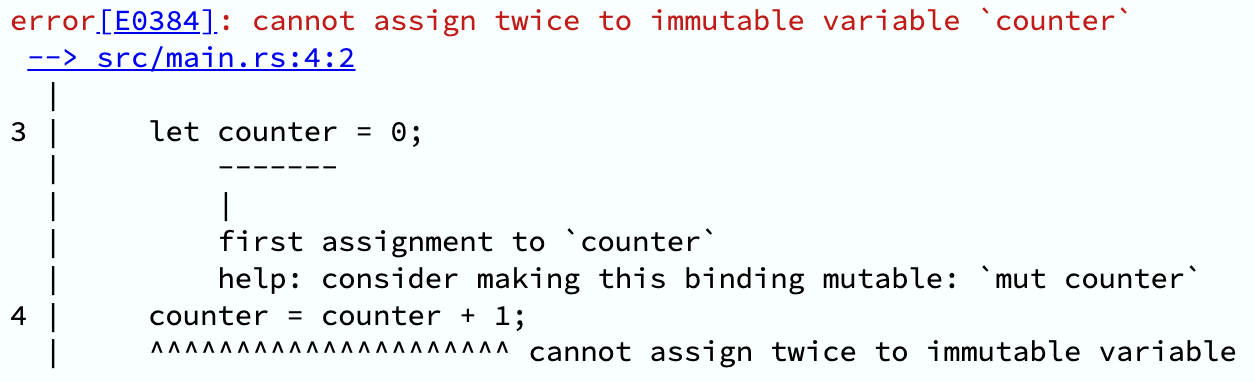 error[E0384]: cannot assign twice to immutable variable `counter`
 --> src/main.rs:4:2
  |
3 |     let counter = 0;
  |         -------
  |         |
  |         first assignment to `counter`
  |         help: consider making this binding mutable: `mut counter`
4 |     counter = counter + 1;
  |     ^^^^^^^^^^^^^^^^^^^^^ cannot assign twice to immutable variable